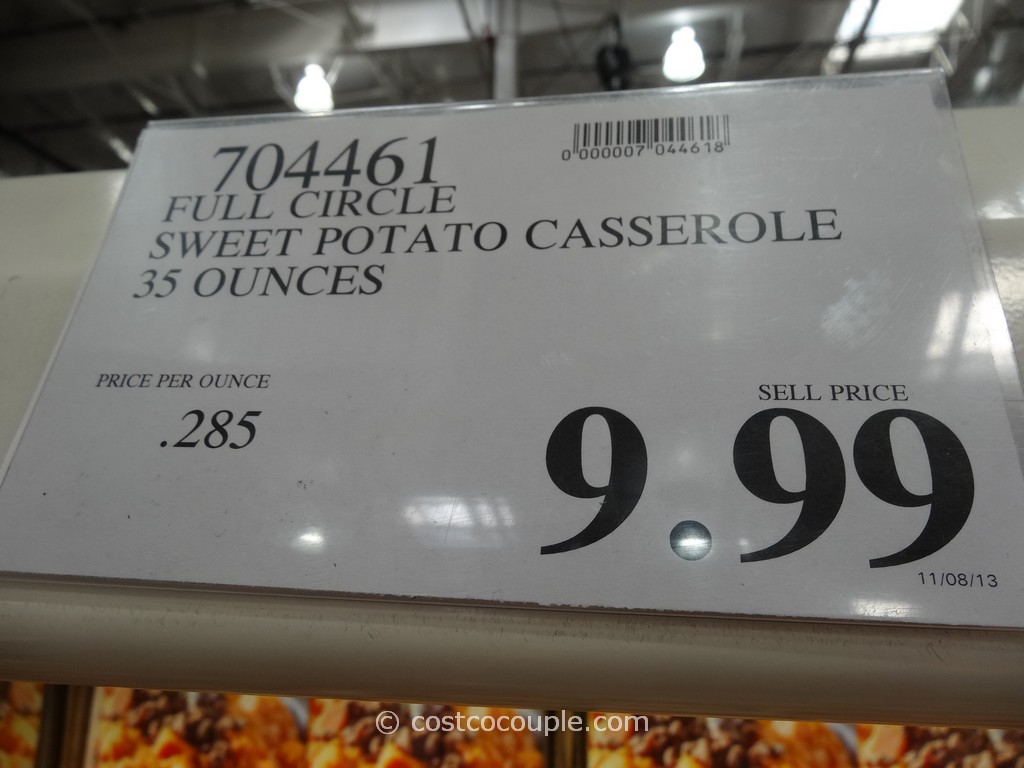 704461
0 000007 044618
FULL CIRCLE
SWEET POTATO CASSEROLE
35 OUNCES
PRICE PER OUNCE
.285
SELL PRICE
9.99
11/08/13
© costcocouple.com